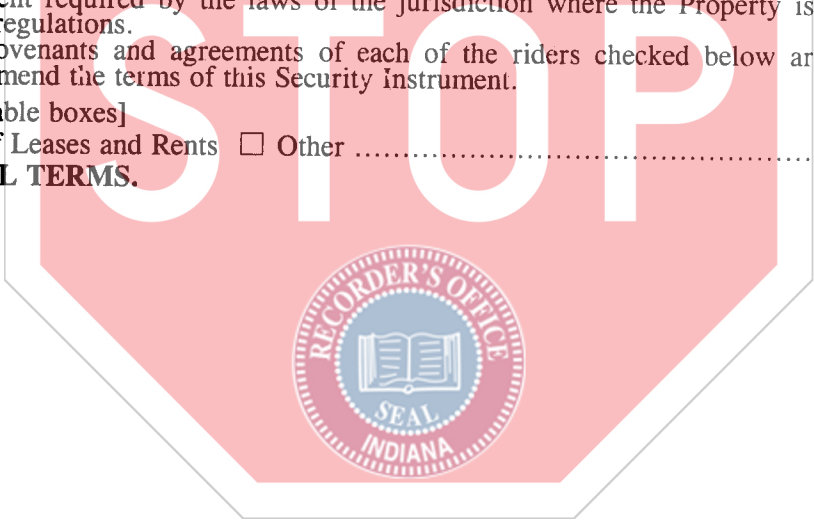 ent required by the laws of the jurisdiction where the Property is
regulations.
ovenants and agreements of each of the riders checked below ar
mend the terms of this Security Instrument.
able boxes]
f Leases and Rents ☐ Other ..........................................................
L TERMS.
STOP
RECORDER'S OFFICE
SEAL
INDIANA